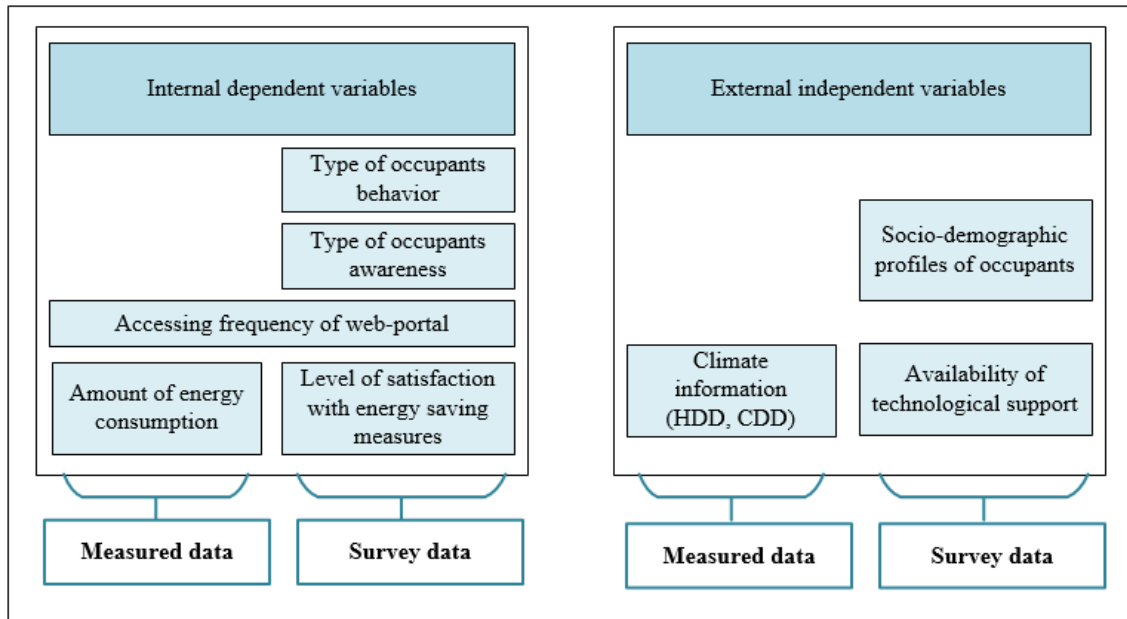 Internal dependent variables
Type of occupants
behavior
Type of occupants
awareness
Accessing frequency of web-portal
Amount of energy
consumption
Level of satisfaction
with energy saving
measures
Measured data
Survey data
External independent variables
Socio-demographic
profiles of occupants
Climate
information
(HDD, CDD)
Availability of
technological support
Measured data
Survey data